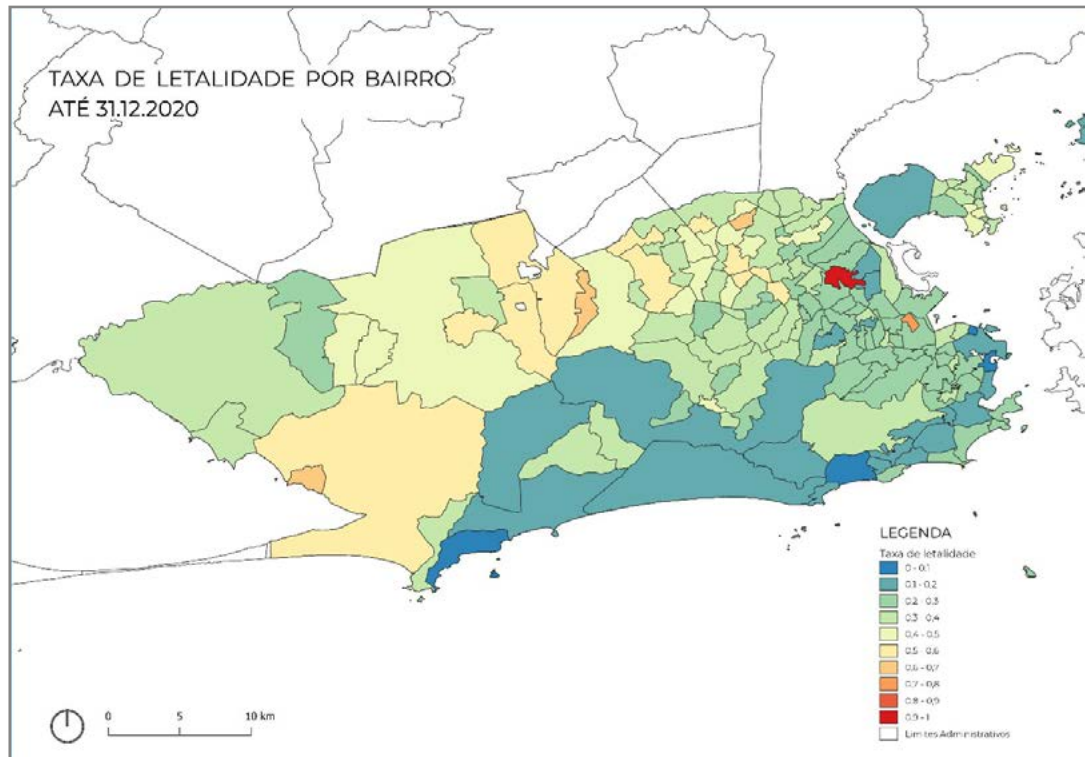 TAXA DE LETALIDADE POR BAIRRO
ATÉ 31.12.2020
LEGENDA
Taxa de letalidade
0 - 0,1
0,1 - 0,2
0,2 - 0,3
0,3 - 0,4
0,4 - 0,5
0,5 - 0,6
0,6 - 0,7
0,7 - 0,8
0,8 - 0,9
0,9 - 1
Limites Administrativos
0 5 10 km